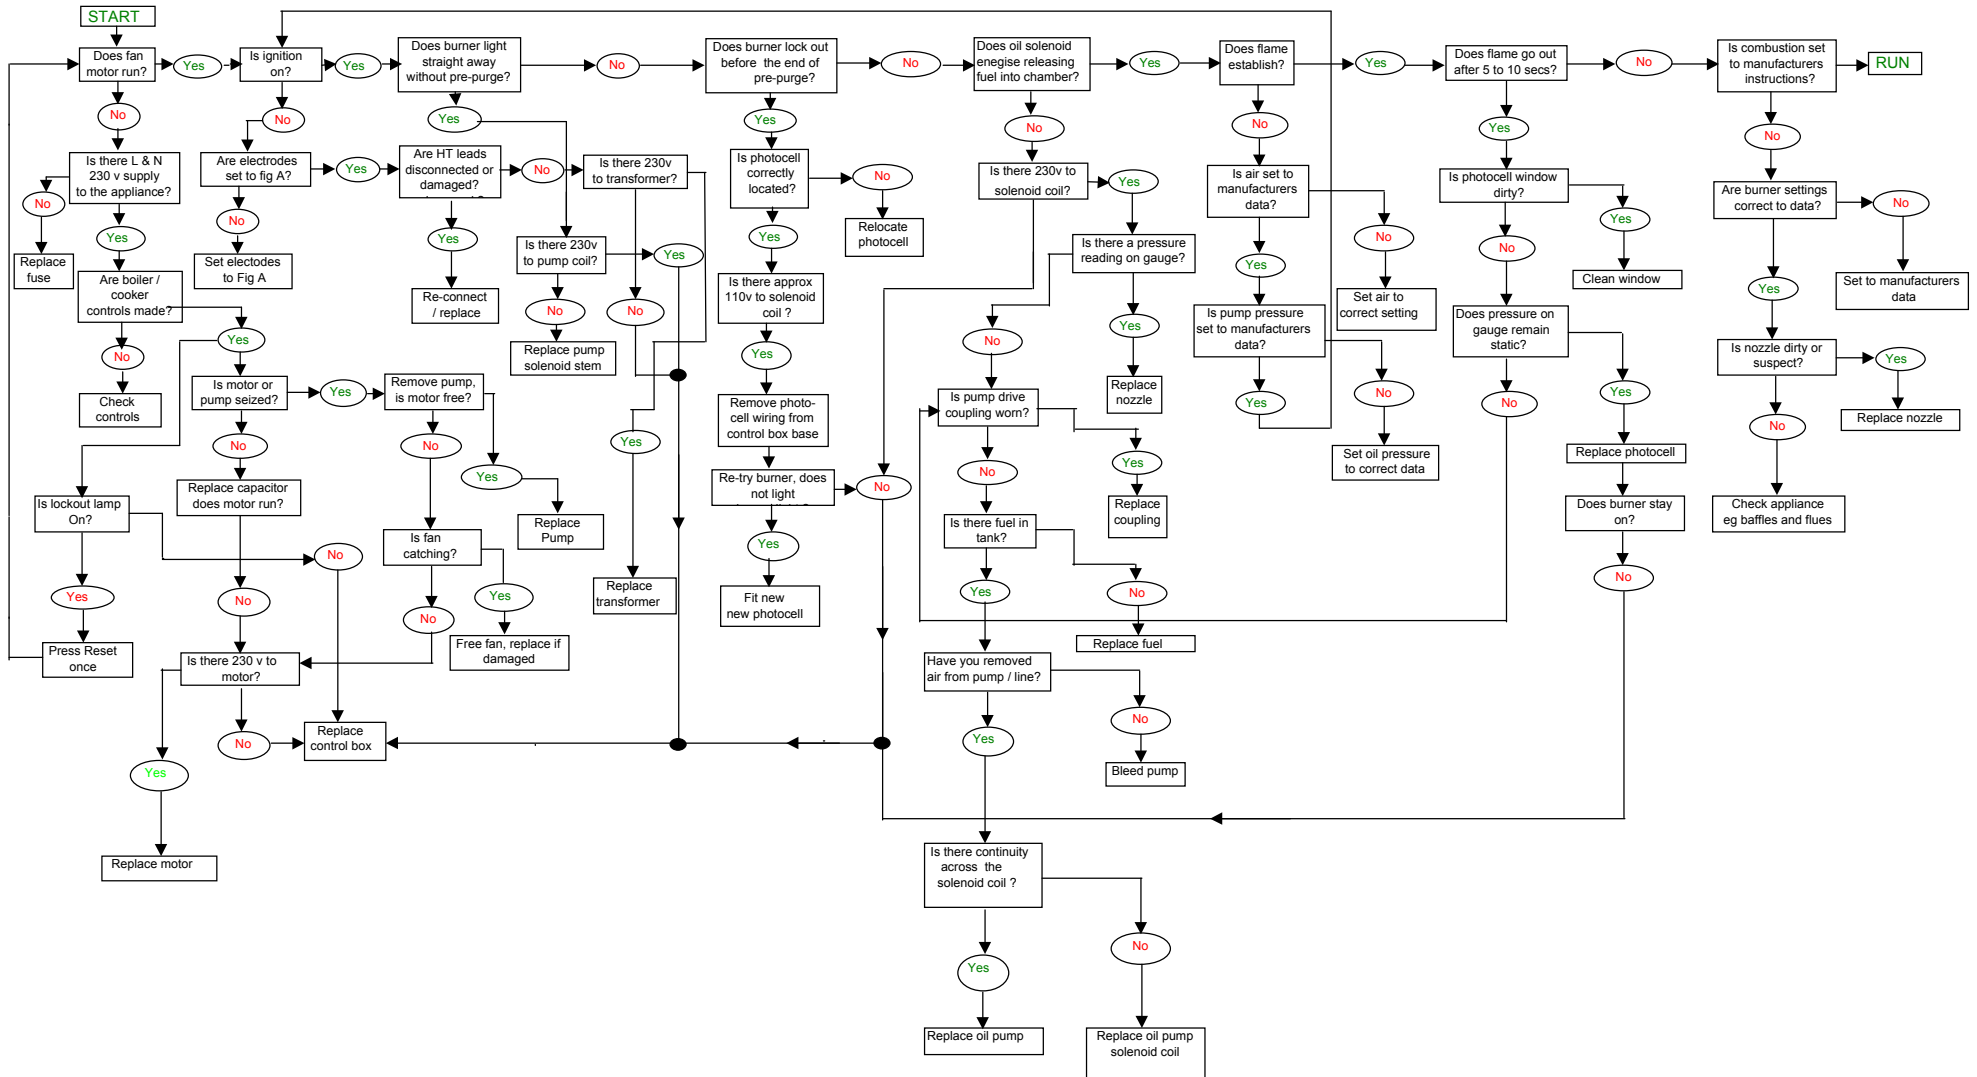 START
Does fan
motor run?
Yes
Is ignition
on?
Yes
Does burner light
straight away
without pre-purge?
No
Does burner lock out
before the end of
pre-purge?
No
Does oil solenoid
enegise releasing
fuel into chamber?
Yes
Does flame
establish?
Yes
Does flame go out
after 5 to 10 secs?
No
Is combustion set
to manufacturers
instructions?
RUN
No
No
Yes
Yes
No
No
Yes
No
Is there L & N
230 v supply
to the appliance?
Are electrodes
set to fig A?
Yes
Are HT leads
disconnected or
damaged?
No
Is there 230v
to transformer?
Is photocell
correctly
located?
No
Is there 230v to
solenoid coil?
Yes
Is air set to
manufacturers
data?
Is photocell window
dirty?
Are burner settings
correct to data?
No
No
Yes
No
Yes
Yes
Relocate
photocell
No
Yes
No
Yes
Replace
fuse
Set electodes
to Fig A
Is there 230v
to pump coil?
Yes
Is there a pressure
reading on gauge?
Yes
No
Clean window
Set to manufacturers
data
Are boiler /
cooker
controls made?
Re-connect
/ replace
No
No
Is there approx
110v to solenoid
coil ?
Set air to
correct setting
Yes
Yes
No
Check
controls
Replace pump
solenoid stem
Yes
No
Yes
Is pump pressure
set to manufacturers
data?
Does pressure on
gauge remain
static?
Is nozzle dirty or
suspect?
Yes
Replace nozzle
Is motor or
pump seized?
Yes
Remove pump,
is motor free?
Remove photo-
cell wiring from
control box base
Replace
nozzle
Is pump drive
coupling worn?
Yes
No
No
Yes
No
No
No
Yes
Yes
Yes
No
Set oil pressure
to correct data
Replace photocell
Replace capacitor
does motor run?
Re-try burner, does
not light
No
Replace
coupling
Does burner stay
on?
Check appliance
eg baffles and flues
Is lockout lamp
On?
No
Replace
Pump
Is fan
catching?
Yes
Is there fuel in
tank?
No
Yes
No
No
Yes
Replace
transformer
Fit new
new photocell
Yes
No
Press Reset
once
Is there 230 v to
motor?
Free fan, replace if
damaged
Replace fuel
Have you removed
air from pump / line?
No
Replace
control box
Yes
No
Yes
Bleed pump
Replace motor
Is there continuity
across the
solenoid coil ?
No
Yes
Replace oil pump
Replace oil pump
solenoid coil